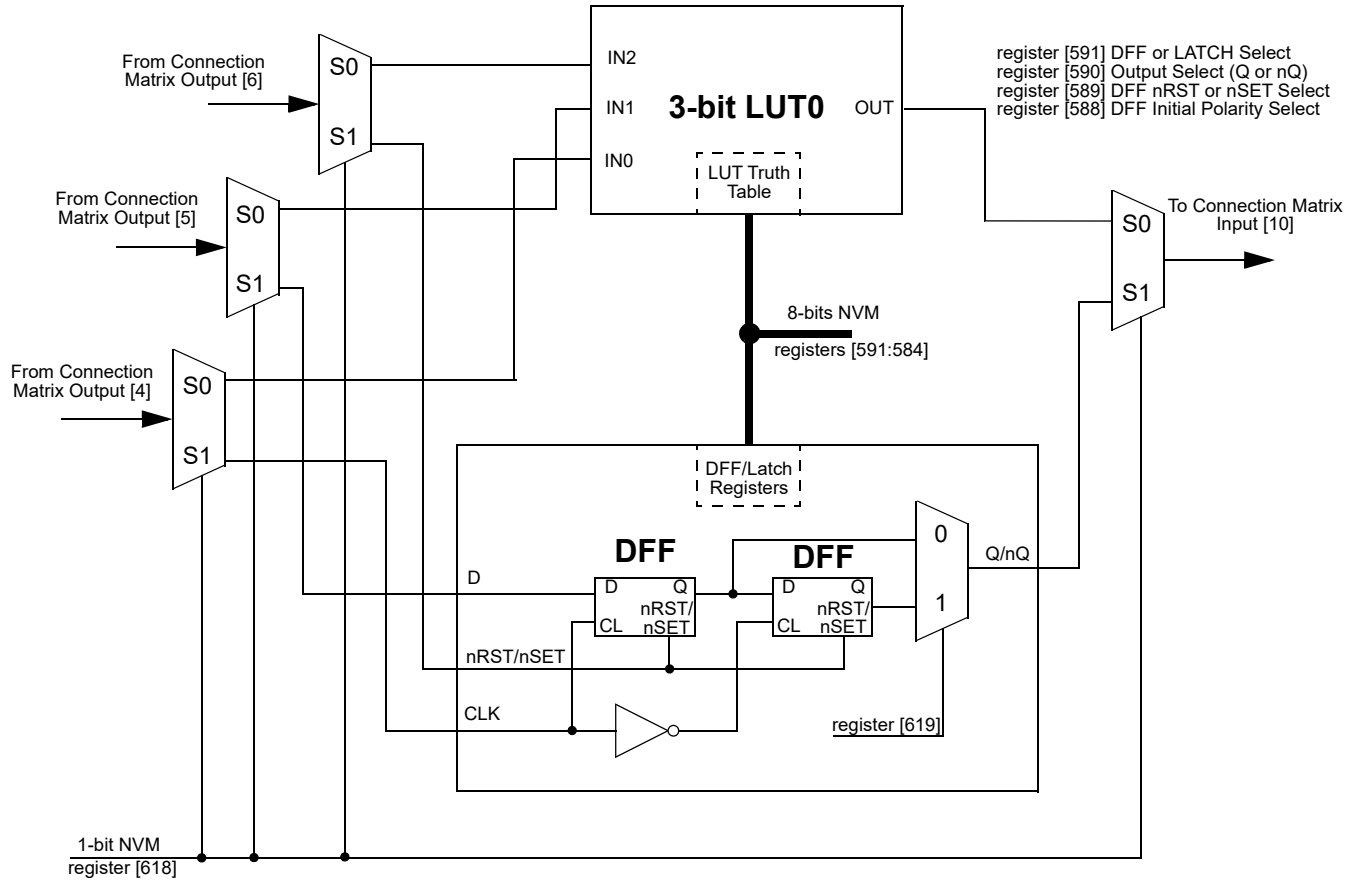 From Connection
Matrix Output [6]
S0
S1
IN2
IN1
IN0
3-bit LUT0
OUT
LUT Truth
Table
register [591] DFF or LATCH Select
register [590] Output Select (Q or nQ)
register [589] DFF nRST or nSET Select
register [588] DFF Initial Polarity Select
From Connection
Matrix Output [5]
S0
S1
To Connection Matrix
Input [10]
S0
S1
8-bits NVM
registers [591:584]
From Connection
Matrix Output [4]
S0
S1
DFF/Latch
Registers
DFF
D
Q
nRST/
nSET
CL
DFF
D
Q
nRST/
nSET
CL
0
1
Q/nQ
D
nRST/nSET
CLK
register [619]
1-bit NVM
register [618]